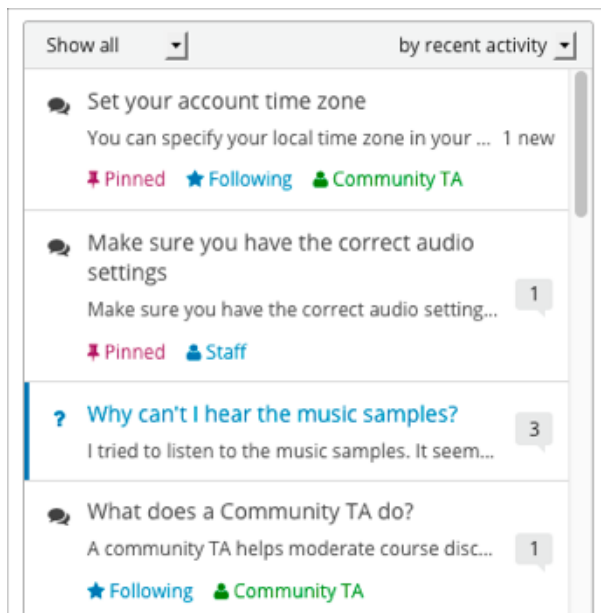 Show all by recent activity
Set your account time zone
You can specify your local time zone in your ... 1 new
Pinned Following Community TA
Make sure you have the correct audio
settings
1
Make sure you have the correct audio setting...
Pinned Staff
? Why can't I hear the music samples?
3
I tried to listen to the music samples. It seem...
What does a Community TA do?
A community TA helps moderate course disc... 1
Following Community TA